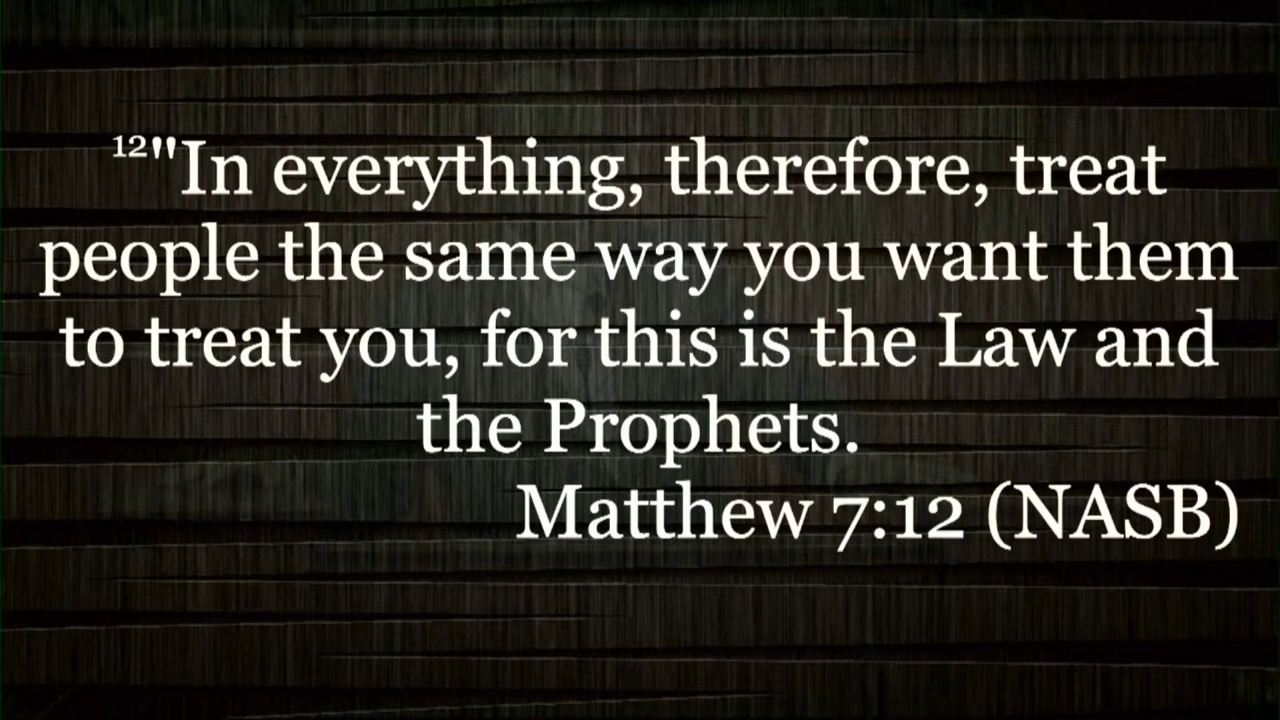 12"In everything, therefore, treat
people the same way you want them
to treat you, for this is the Law and
the Prophets.
Matthew 7:12 (NASB)